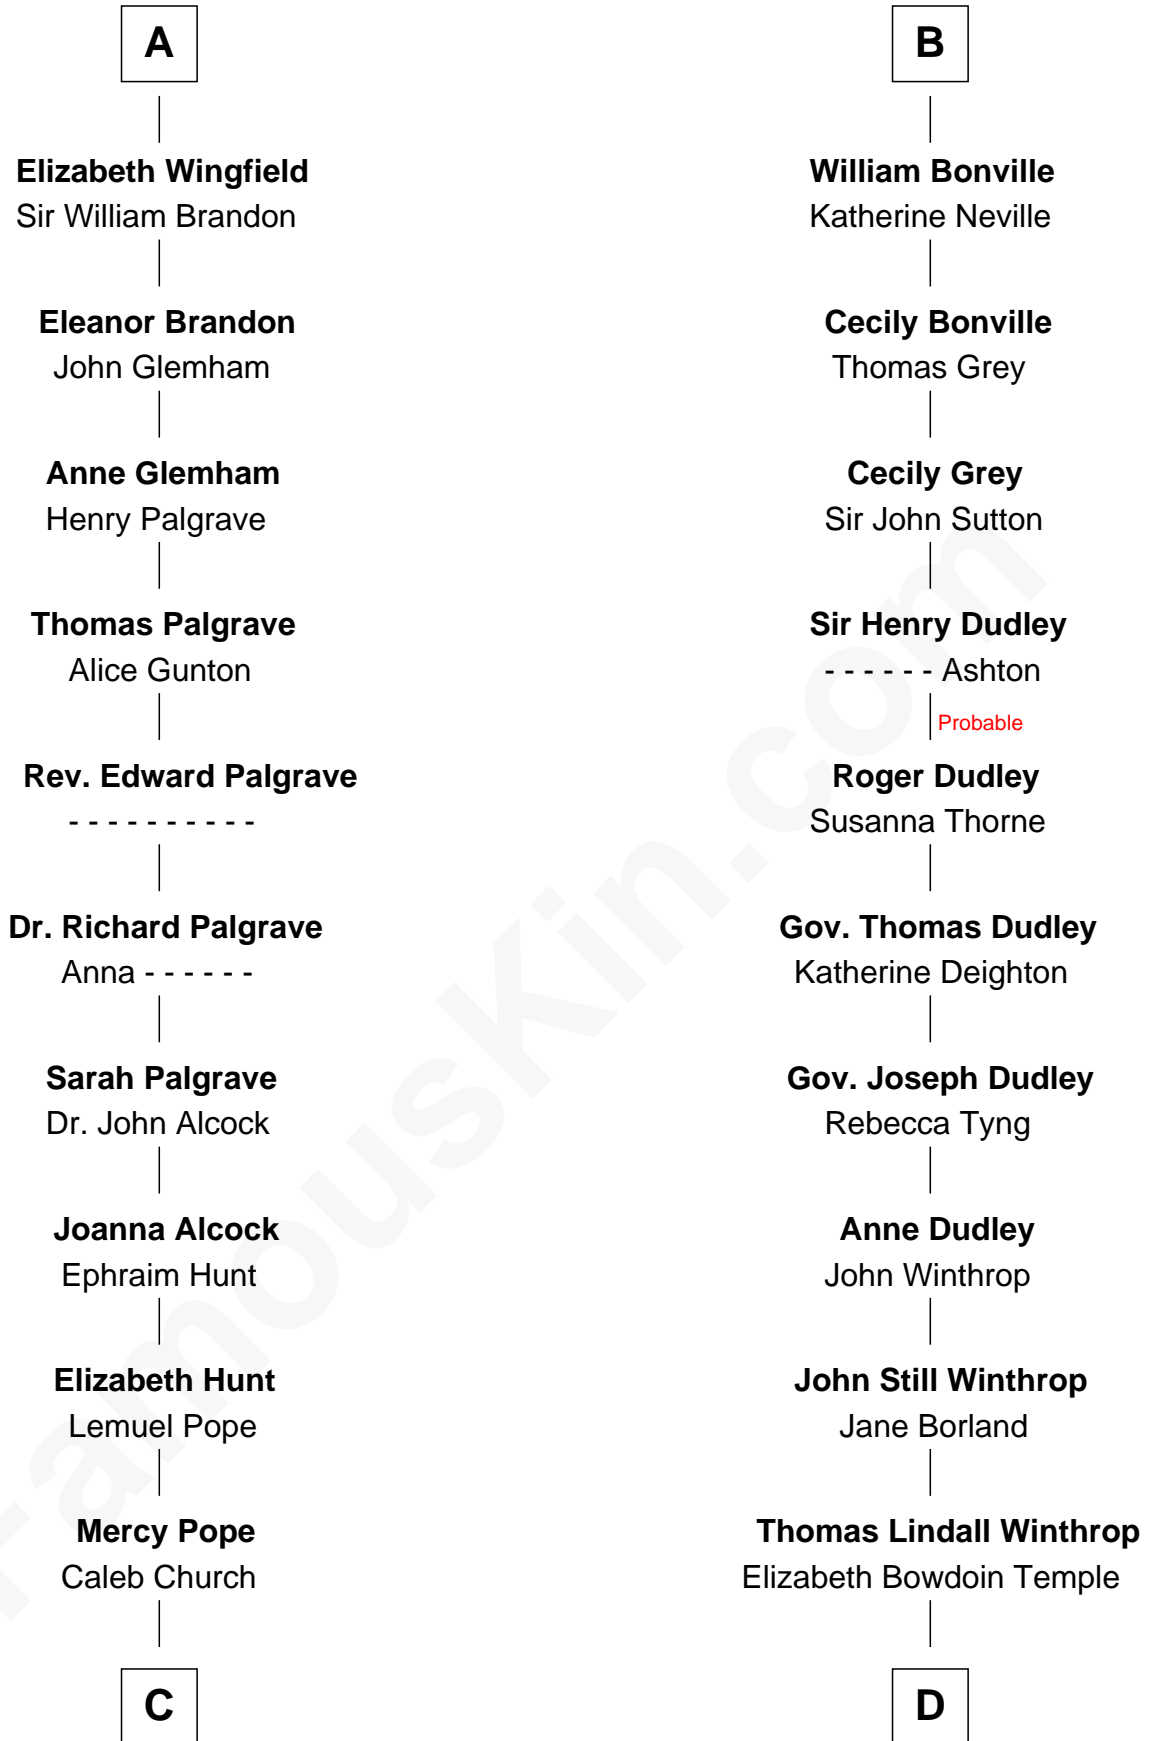 A
Elizabeth Wingfield
Sir William Brandon
Eleanor Brandon
John Glemham
Anne Glemham
Henry Palgrave
Thomas Palgrave
Alice Gunton
Rev. Edward Palgrave
- - - - - - - - - -
Dr. Richard Palgrave
Anna - - - - - -
Sarah Palgrave
Dr. John Alcock
Joanna Alcock
Ephraim Hunt
Elizabeth Hunt
Lemuel Pope
Mercy Pope
Caleb Church
C
B
William Bonville
Katherine Neville
Cecily Bonville
Thomas Grey
Cecily Grey
Sir John Sutton
Sir Henry Dudley
- - - - - - Ashton
Probable
Roger Dudley
Susanna Thorne
Gov. Thomas Dudley
Katherine Deighton
Gov. Joseph Dudley
Rebecca Tyng
Anne Dudley
John Winthrop
John Still Winthrop
Jane Borland
Thomas Lindall Winthrop
Elizabeth Bowdoin Temple
D
FamousKin.com